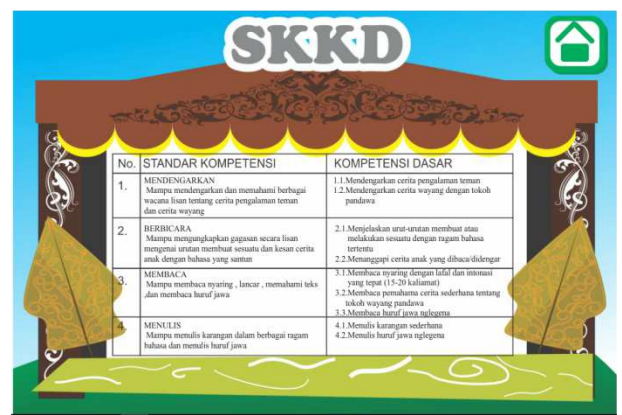 SKKD
No. STANDAR KOMPETENSI KOMPETENSI DASAR
1. MENDENGARKAN
Mampu mendengarkan dan memahami berbagai
wacana lisan tentang cerita pengalaman teman
dan cerita wayang
1.1.Mendengarkan cerita pengalaman teman
1.2.Mendengarkan cerita wayang dengan tokoh
pandawa
2. BERBICARA
Mampu mengungkapkan gagasan secara lisan
mengenai urutan membuat sesuatu dan kesan cerita
anak dengan bahasa yang santun
2.1.Menjelaskan urut-urutan membuat atau
melakukan sesuatu dengan ragam bahasa
tertentu
2.2.Menanggapi cerita anak yang dibaca/didengar
3. MEMBACA
Mampu membaca nyaring , lancar , memahami teks
,dan membaca huruf jawa
3.1.Membaca nyaring dengan lafal dan intonasi
yang tepat (15-20 kaliamat)
3.2.Membaca pemahama cerita sederhana tentang
tokoh wayang pandawa
3.3.Membaca huruf jawa nglegena
4. MENULIS
Mampu menulis karangan dalam berbagai ragam
bahasa dan menulis huruf jawa
4.1.Menulis karangan sederhana
4.2.Menulis huruf jawa nglegena